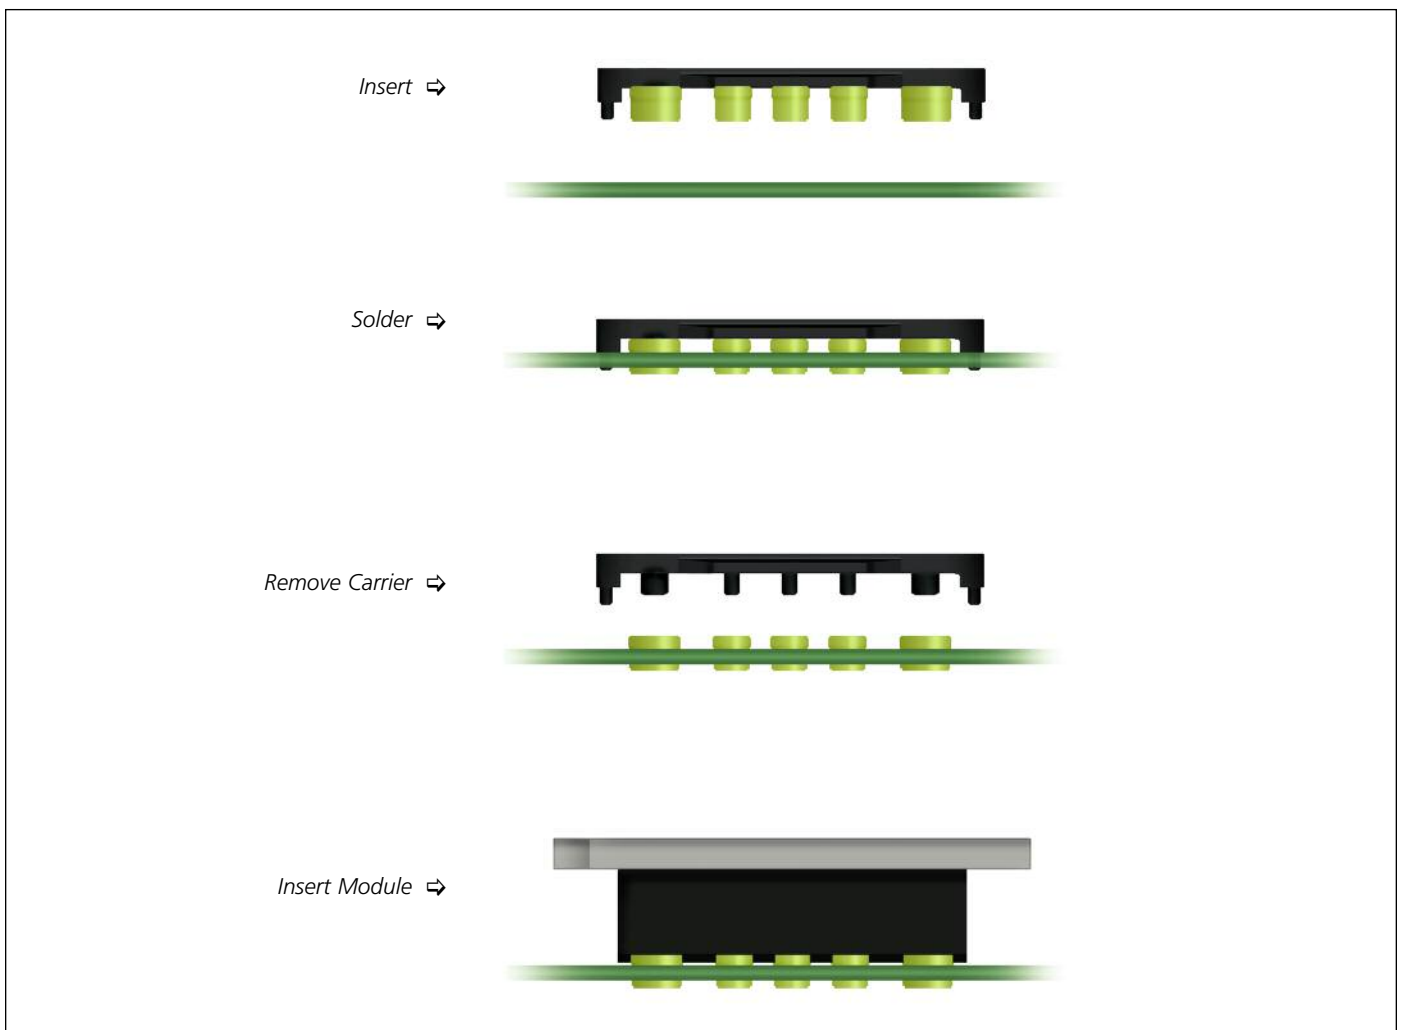 Insert ⇨
Solder ⇨
Remove Carrier ⇨
Insert Module ⇨